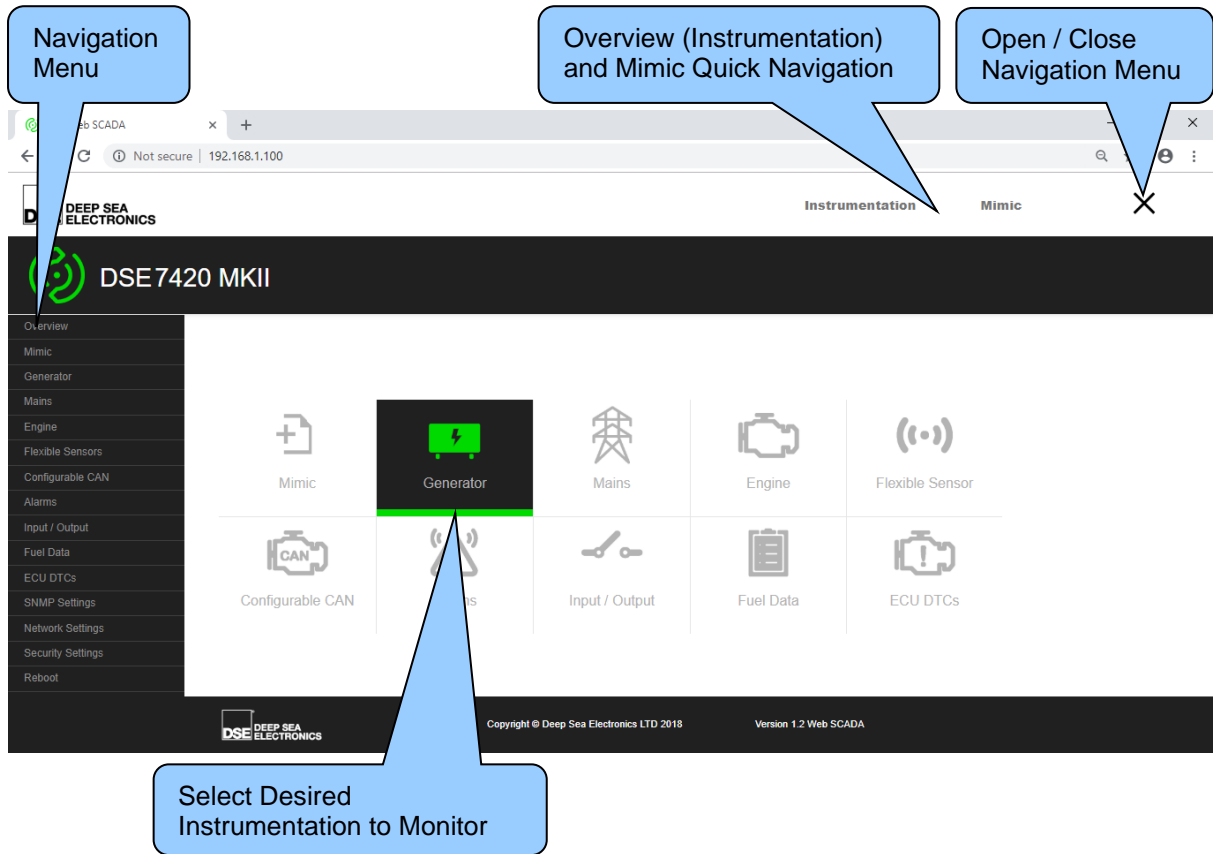 Navigation
Menu
Overview (Instrumentation)
and Mimic Quick Navigation
Open / Close
Navigation Menu
SCADA
Not secure | 192.168.1.100
DEEP SEA
ELECTRONICS
Instrumentation
Mimic
DSE7420 MKII
Overview
Mimic
Generator
Mains
Engine
Flexible Sensors
Configurable CAN
Alarms
Input / Output
Fuel Data
ECU DTCs
SNMP Settings
Network Settings
Security Settings
Reboot
Mimic
Generator
Mains
Engine
Flexible Sensor
CAN
Configurable CAN
Input / Output
Fuel Data
ECU DTCs
DSE DEEP SEA
ELECTRONICS
Copyright © Deep Sea Electronics LTD 2018
Version 1.2 Web SCADA
Select Desired
Instrumentation to Monitor